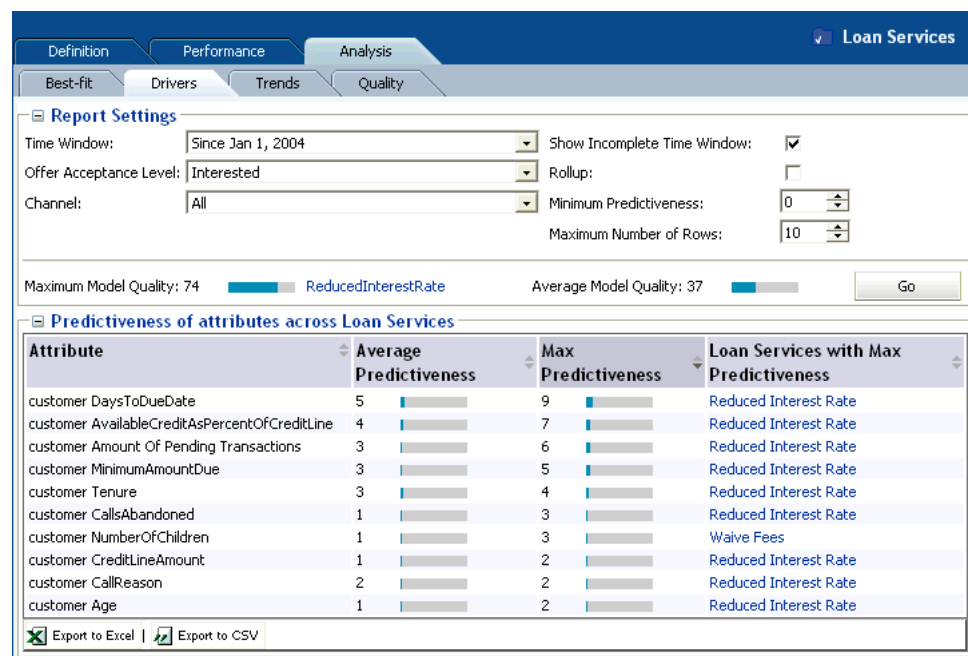 Loan Services
Definition Performance Analysis
Best-fit Drivers Trends Quality
Report Settings
Time Window: Since Jan 1, 2004 Show Incomplete Time Window:
Offer Acceptance Level: Interested Rollup:
Channel: All Minimum Predictiveness: 0
Maximum Number of Rows: 10
Maximum Model Quality: 74 ReducedInterestRate Average Model Quality: 37 Go
Predictiveness of attributes across Loan Services
Attribute Average Predictiveness Max Predictiveness Loan Services with Max Predictiveness
customer DaysToDueDate 5 9 Reduced Interest Rate
customer AvailableCreditAsPercentOfCreditLine 4 7 Reduced Interest Rate
customer Amount Of Pending Transactions 3 6 Reduced Interest Rate
customer MinimumAmountDue 3 5 Reduced Interest Rate
customer Tenure 3 4 Reduced Interest Rate
customer CallsAbandoned 1 3 Reduced Interest Rate
customer NumberOfChildren 1 3 Waive Fees
customer CreditLineAmount 1 2 Reduced Interest Rate
customer CallReason 2 2 Reduced Interest Rate
customer Age 1 2 Reduced Interest Rate
Export to Excel | Export to CSV